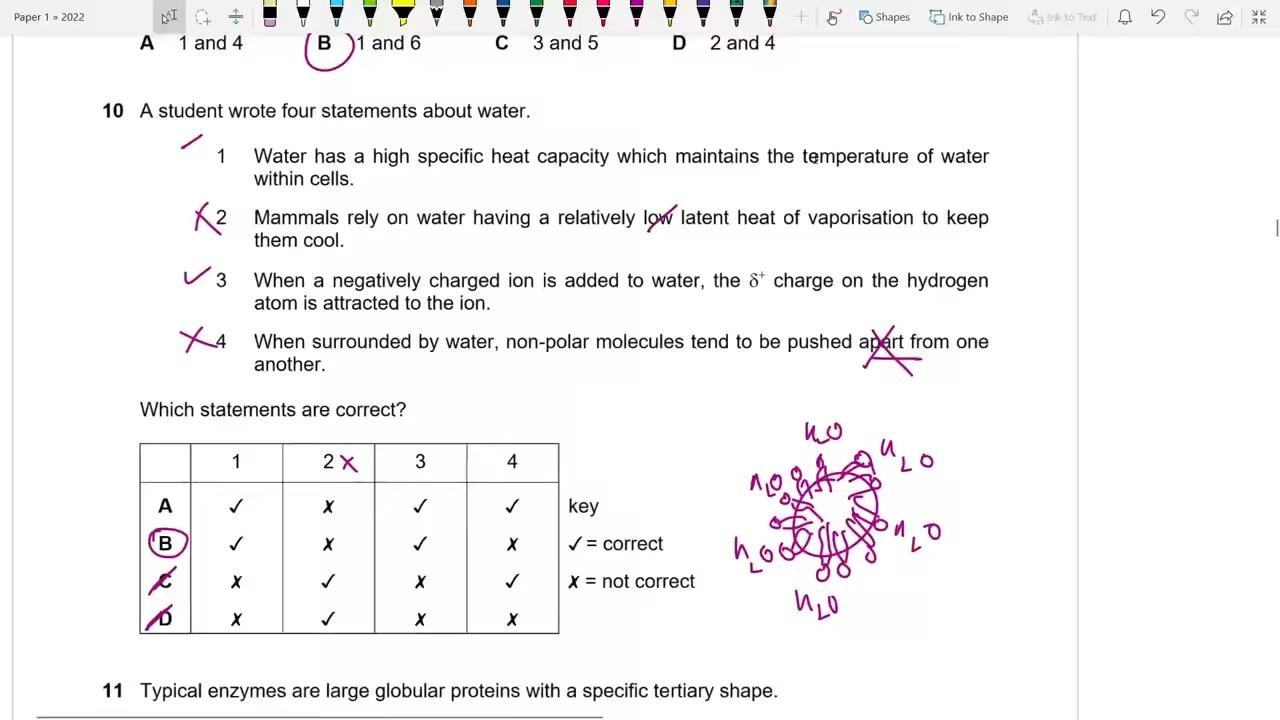 Paper 1 » 2022
Shapes
Ink to Shape
Ink to Text
A 1 and 4 B 1 and 6 C 3 and 5 D 2 and 4
10 A student wrote four statements about water.
1 Water has a high specific heat capacity which maintains the temperature of water
within cells.
2 Mammals rely on water having a relatively low latent heat of vaporisation to keep
them cool.
3 When a negatively charged ion is added to water, the δ+ charge on the hydrogen
atom is attracted to the ion.
4 When surrounded by water, non-polar molecules tend to be pushed apart from one
another.
Which statements are correct?
1 2 3 4
A ✓ ✗ ✓ ✓ key
B ✓ ✗ ✓ ✗ ✓ = correct
C ✗ ✓ ✗ ✓ ✗ = not correct
D ✗ ✓ ✗ ✗
H2O
H2O
H2O
H2O
H2O
H2O
11 Typical enzymes are large globular proteins with a specific tertiary shape.